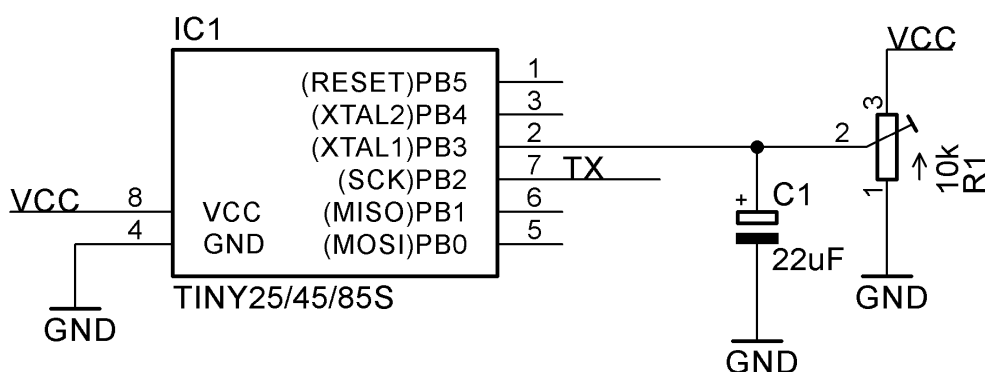 IC1
VCC
(RESET)PB5 1
(XTAL2)PB4 3
3
(XTAL1)PB3 2
2
(SCK)PB2 7 TX
1
10k
R1
VCC 8 VCC (MISO)PB1 6
C1
+
4 GND (MOSI)PB0 5
22uF
TINY25/45/85S
GND
GND
GND